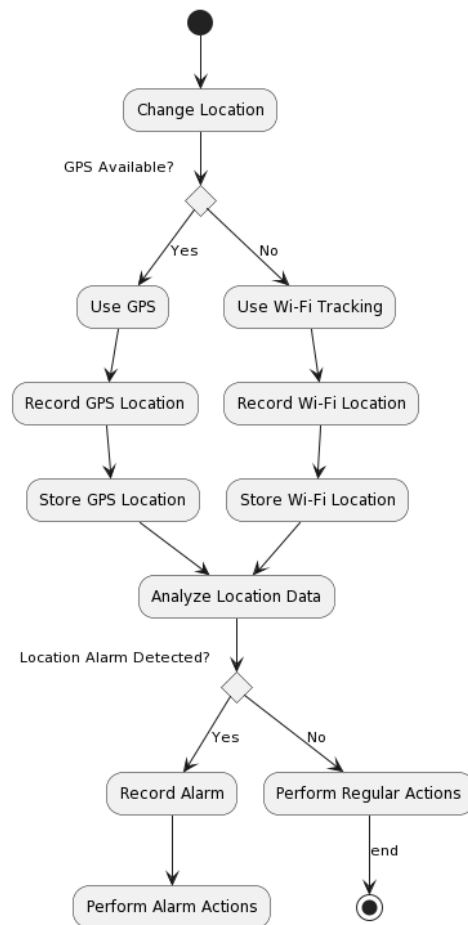 Change Location
GPS Available?
Yes
No
Use GPS
Use Wi-Fi Tracking
Record GPS Location
Record Wi-Fi Location
Store GPS Location
Store Wi-Fi Location
Analyze Location Data
Location Alarm Detected?
Yes
No
Record Alarm
Perform Regular Actions
end
Perform Alarm Actions